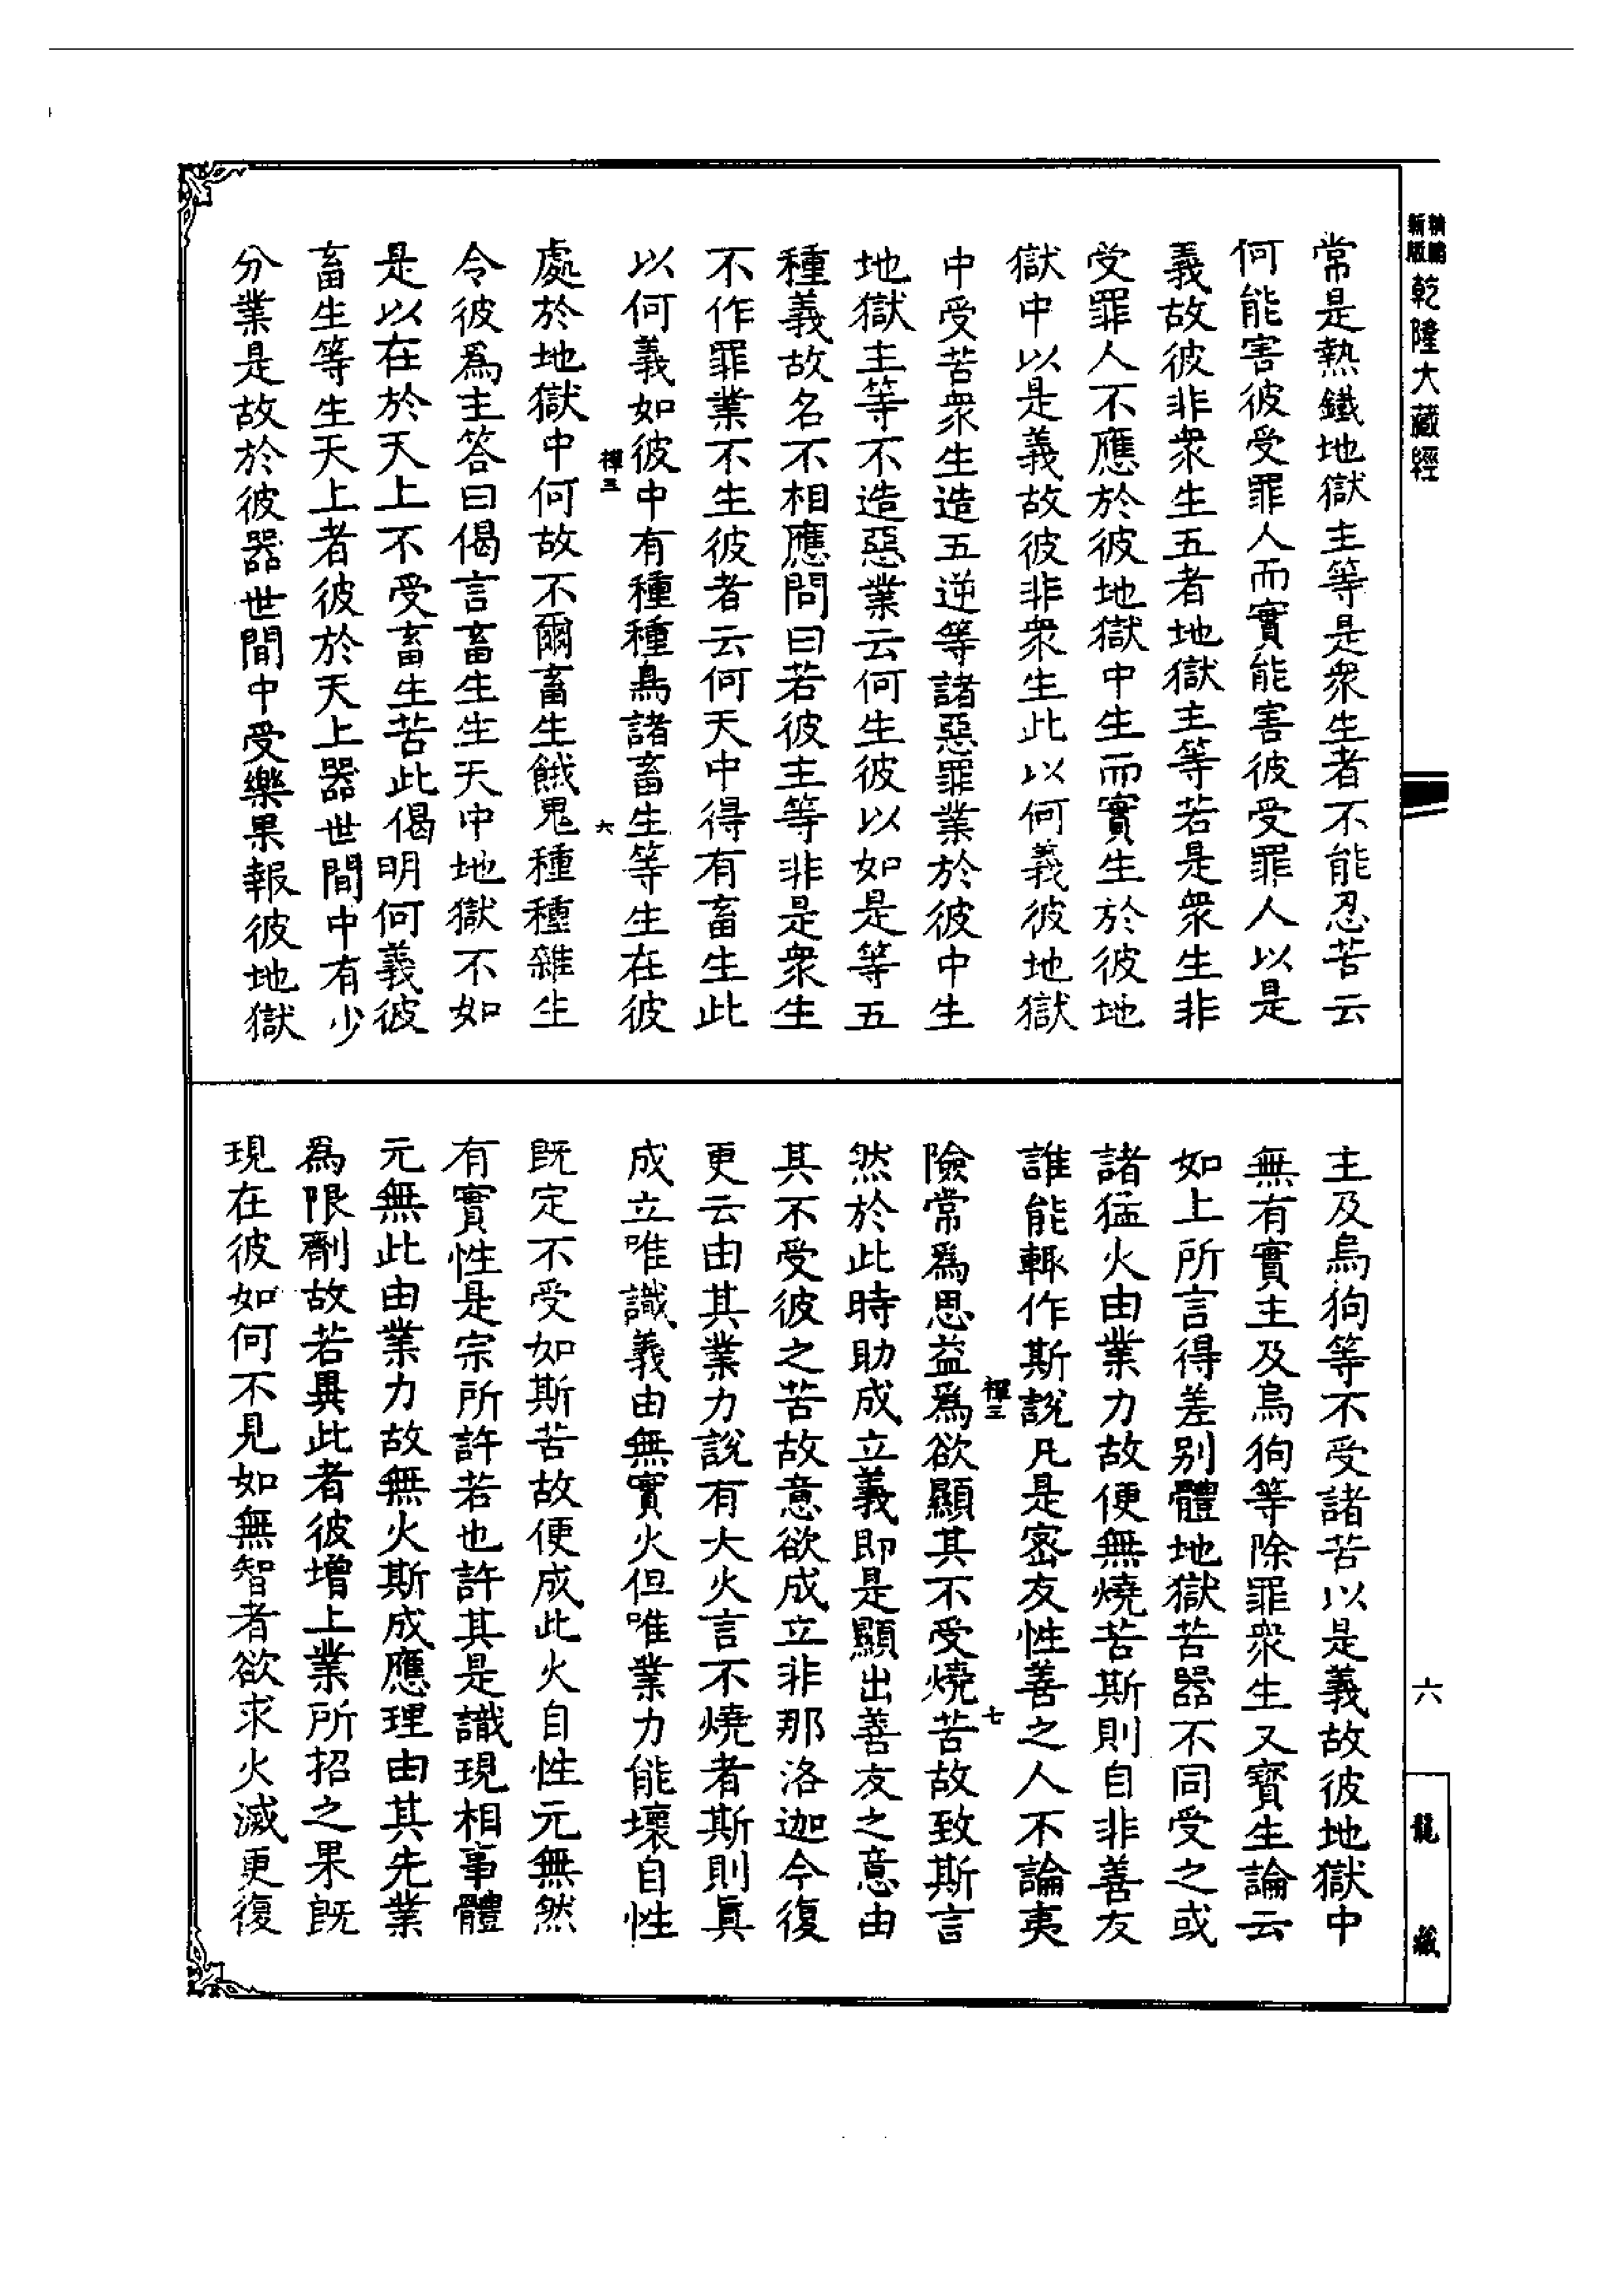 新版 精編 乾隆大藏經
常是熱鐵地獄主等是衆生者不能忍苦云
何能害彼受罪人而實能害彼受罪人以是
義故彼非衆生五者地獄主等若是衆生非
受罪人不應於彼地獄中生而實生於彼地
獄中以是義故彼非衆生此以何義彼地獄
中受苦衆生造五逆等諸惡罪業於彼中生
地獄主等不造惡業云何生彼以如是等五
種義故名不相應問曰若彼主等非是衆生
不作罪業不生彼者云何天中得有畜生此
以何義如彼中有種種鳥諸畜生等生在彼
禪三 六
處於地獄中何故不爾畜生餓鬼種種雜生
令彼爲主答曰偈言畜生生天中地獄不如
是以在於天上不受畜生苦此偈明何義彼
畜生等生天上者彼於天上器世間中有少
分業是故於彼器世間中受樂果報彼地獄
主及烏狗等不受諸苦以是義故彼地獄中
無有實主及烏狗等除罪衆生又寶生論云
如上所言得差别體地獄苦器不同受之或
諸猛火由業力故便無燒苦斯則自非善友
誰能輙作斯說凡是密友性善之人不論夷
禪三 七
險常爲思益爲欲顯其不受燒苦故致斯言
然於此時助成立義即是顯出善友之意由
其不受彼之苦故意欲成立非那洛迦今復
更云由其業力說有大火言不燒者斯則眞
成立唯識義由無實火但唯業力能壞自性
既定不受如斯苦故便成此火自性元無然
有實性是宗所許若也許其是識現相事體
元無此由業力故無火斯成應理由其先業
爲限劑故若異此者彼增上業所招之果既
現在彼如何不見如無智者欲求火滅更復
六
龍藏